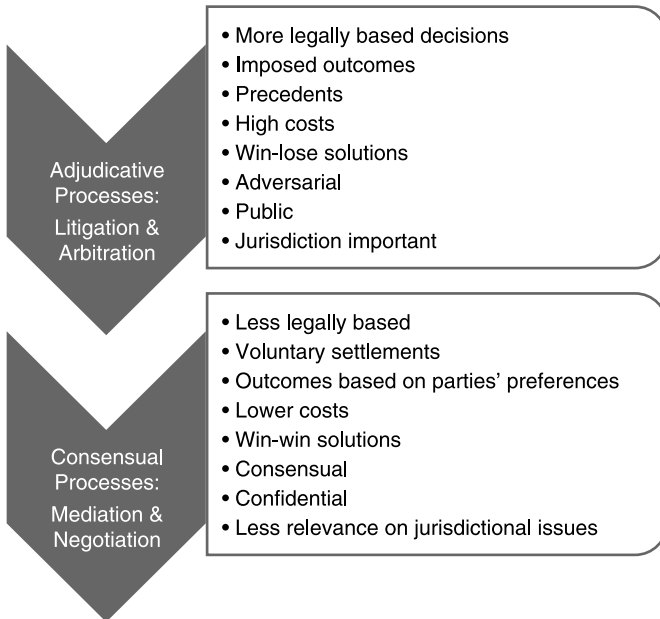 Adjudicative
Processes:
Litigation &
Arbitration
• More legally based decisions
• Imposed outcomes
• Precedents
• High costs
• Win-lose solutions
• Adversarial
• Public
• Jurisdiction important
Consensual
Processes:
Mediation &
Negotiation
• Less legally based
• Voluntary settlements
• Outcomes based on parties’ preferences
• Lower costs
• Win-win solutions
• Consensual
• Confidential
• Less relevance on jurisdictional issues